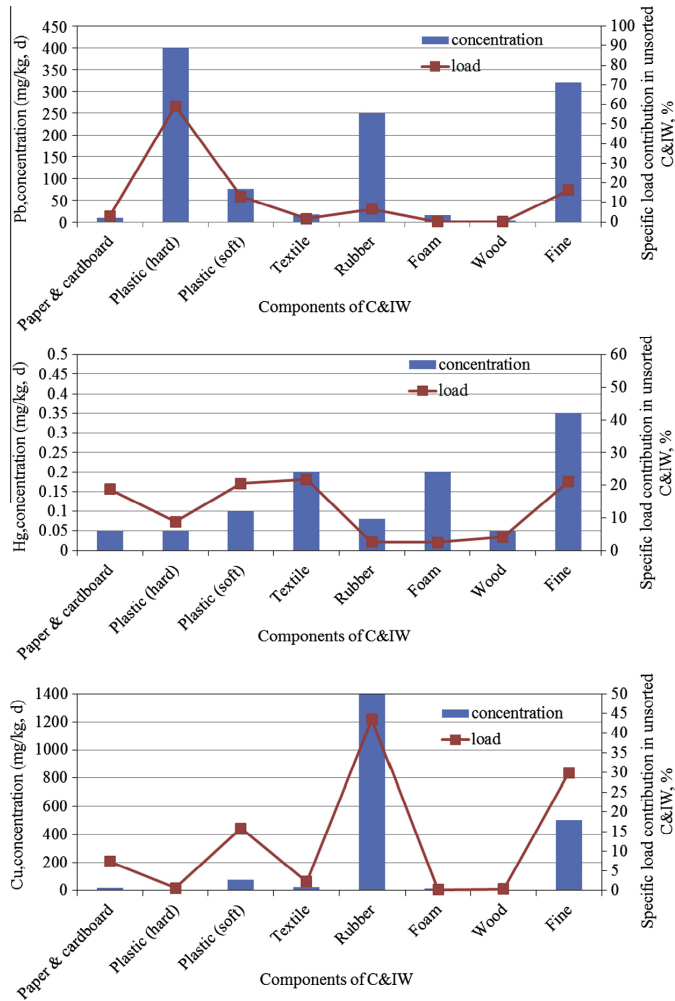 Pb,concentration (mg/kg, d)
450
400
350
300
250
200
150
100
50
0
concentration
load
100
90
80
70
60
50
40
30
20
10
0
Specific load contribution in unsorted
C&IW, %
Paper & cardboard
Plastic (hard)
Plastic (soft)
Textile
Rubber
Foam
Wood
Fine
Components of C&IW
Hg,concentration (mg/kg, d)
0.5
0.45
0.4
0.35
0.3
0.25
0.2
0.15
0.1
0.05
0
concentration
load
60
50
40
30
20
10
0
Specific load contribution in unsorted
C&IW, %
Paper & cardboard
Plastic (hard)
Plastic (soft)
Textile
Rubber
Foam
Wood
Fine
Components of C&IW
Cu,concentration (mg/kg, d)
1400
1200
1000
800
600
400
200
0
concentration
load
50
45
40
35
30
25
20
15
10
5
0
Specific load contribution in unsorted
C&IW, %
Paper & cardboard
Plastic (hard)
Plastic (soft)
Textile
Rubber
Foam
Wood
Fine
Components of C&IW